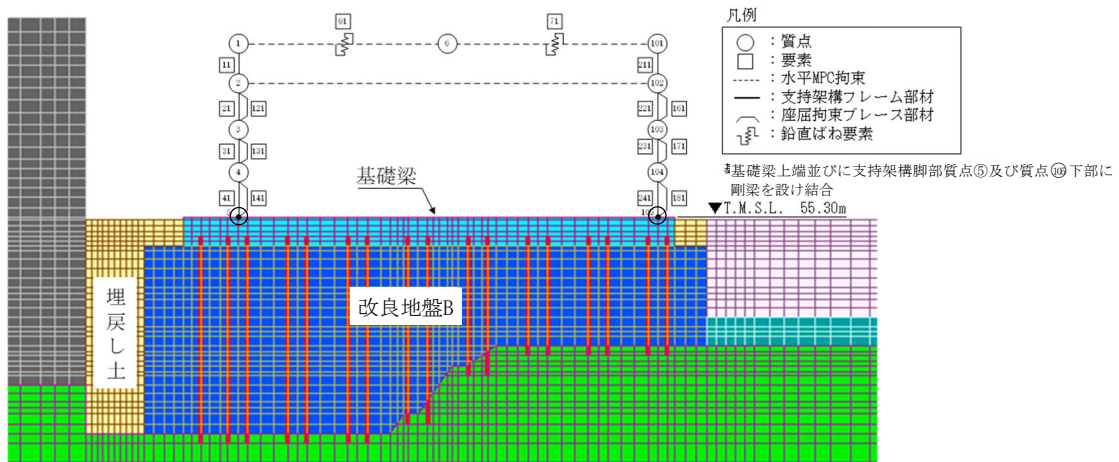 凡例
○ : 質点
□ : 要素
----- : 水平MPC拘束
━ : 支持架構フレーム部材
: 座屈拘束ブレース部材
: 鉛直ばね要素
61
71
1
6
101
11
211
2
102
21
121
221
161
3
103
31
131
231
171
4
104
41
141
241
181
基礎梁
基礎梁上端並びに支持架構脚部質点⑤及び質点 下部に
剛梁を設け結合
▼T.M.S.L. 55.30m
埋戻し土
改良地盤B